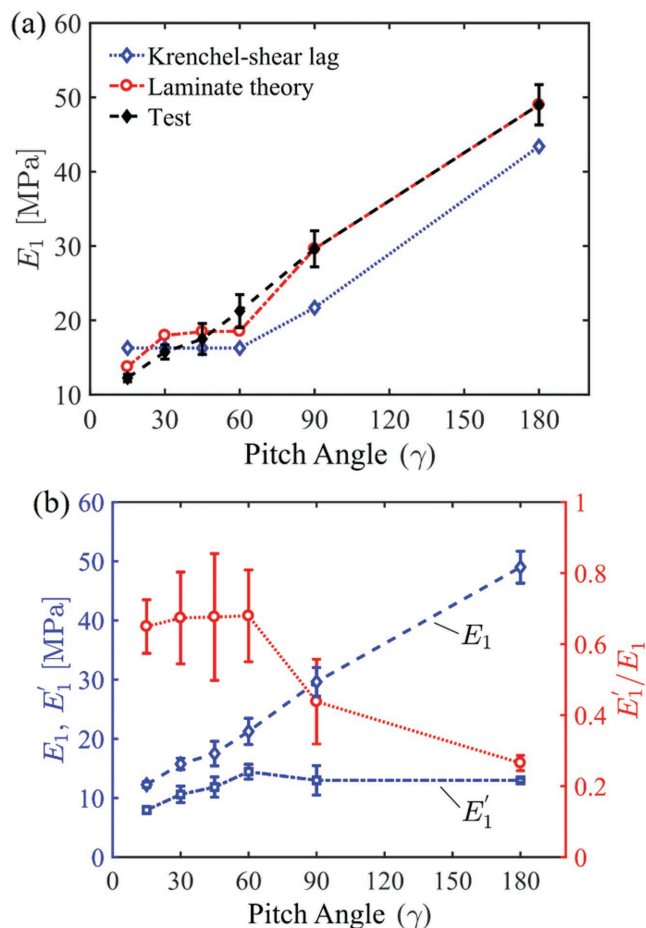 (a)
60
50
40
30
20
10
E₁ [MPa]
Krenchel-shear lag
Laminate theory
Test
0 30 60 90 120 150 180
Pitch Angle (γ)
(b)
60
50
40
30
20
10
0
E₁, E′₁ [MPa]
E₁
E′₁
1
0.8
0.6
0.4
0.2
0
E′₁/E₁
0 30 60 90 120 150 180
Pitch Angle (γ)